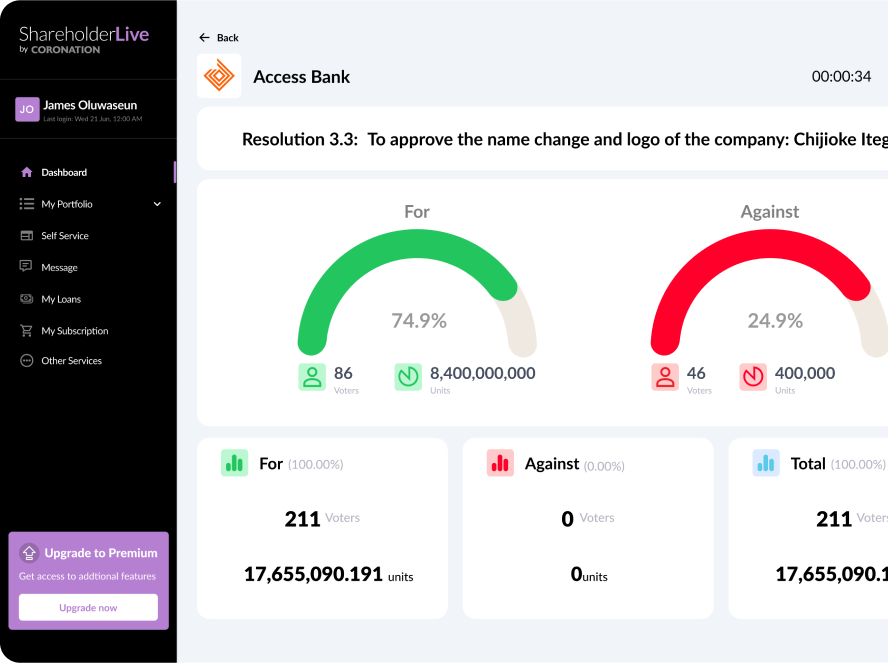 ShareholderLive
by CORONATION
JO
James Oluwaseun
Last login: Wed 21 Jun, 12:00 AM
Dashboard
My Portfolio
Self Service
Message
My Loans
My Subscription
Other Services
Upgrade to Premium
Get access to addtional features
Upgrade now
Back
Access Bank
00:00:34
Resolution 3.3: To approve the name change and logo of the company: Chijioke Iteg
For
74.9%
86
Voters
8,400,000,000
Units
Against
24.9%
46
Voters
400,000
Units
For (100.00%)
211 Voters
17,655,090.191 units
Against (0.00%)
0 Voters
0units
Total (100.00%)
211 Voters
17,655,090.1